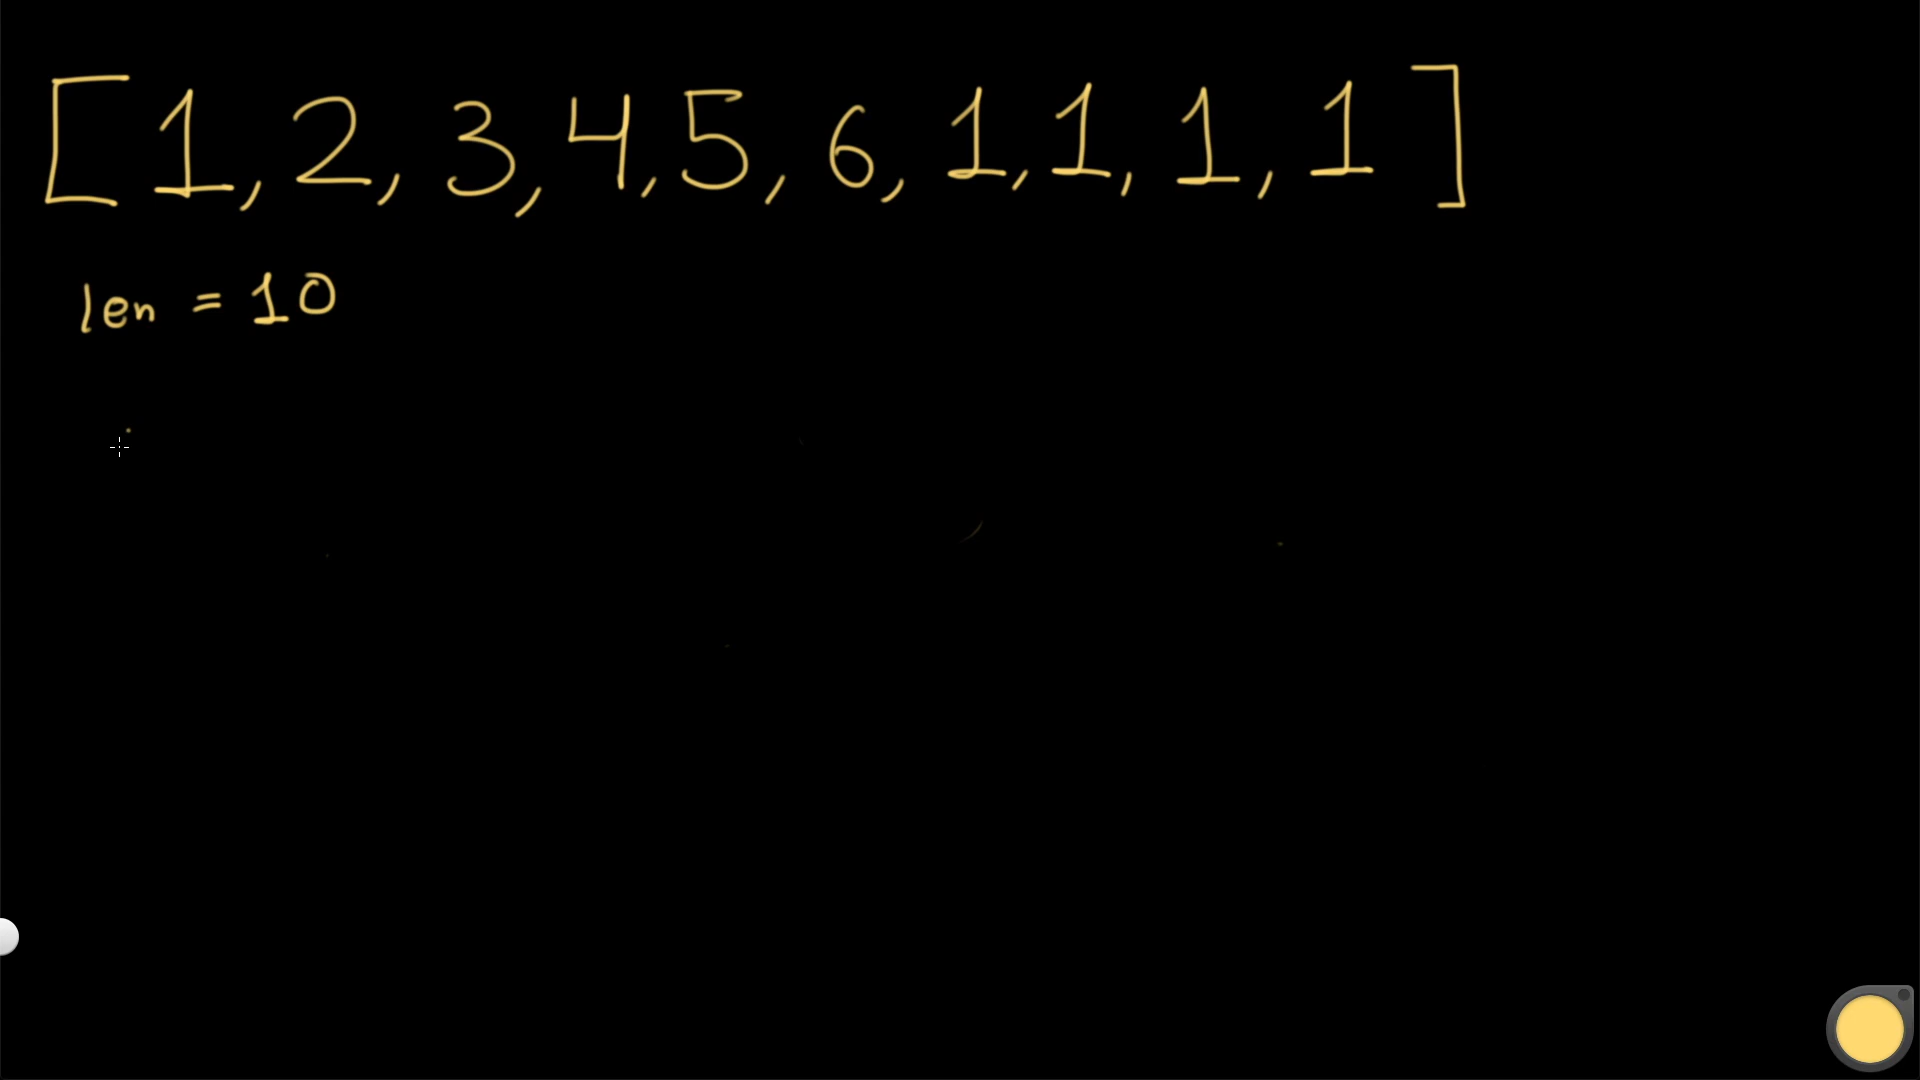 [1, 2, 3, 4, 5, 6, 1, 1, 1, 1]
len = 10